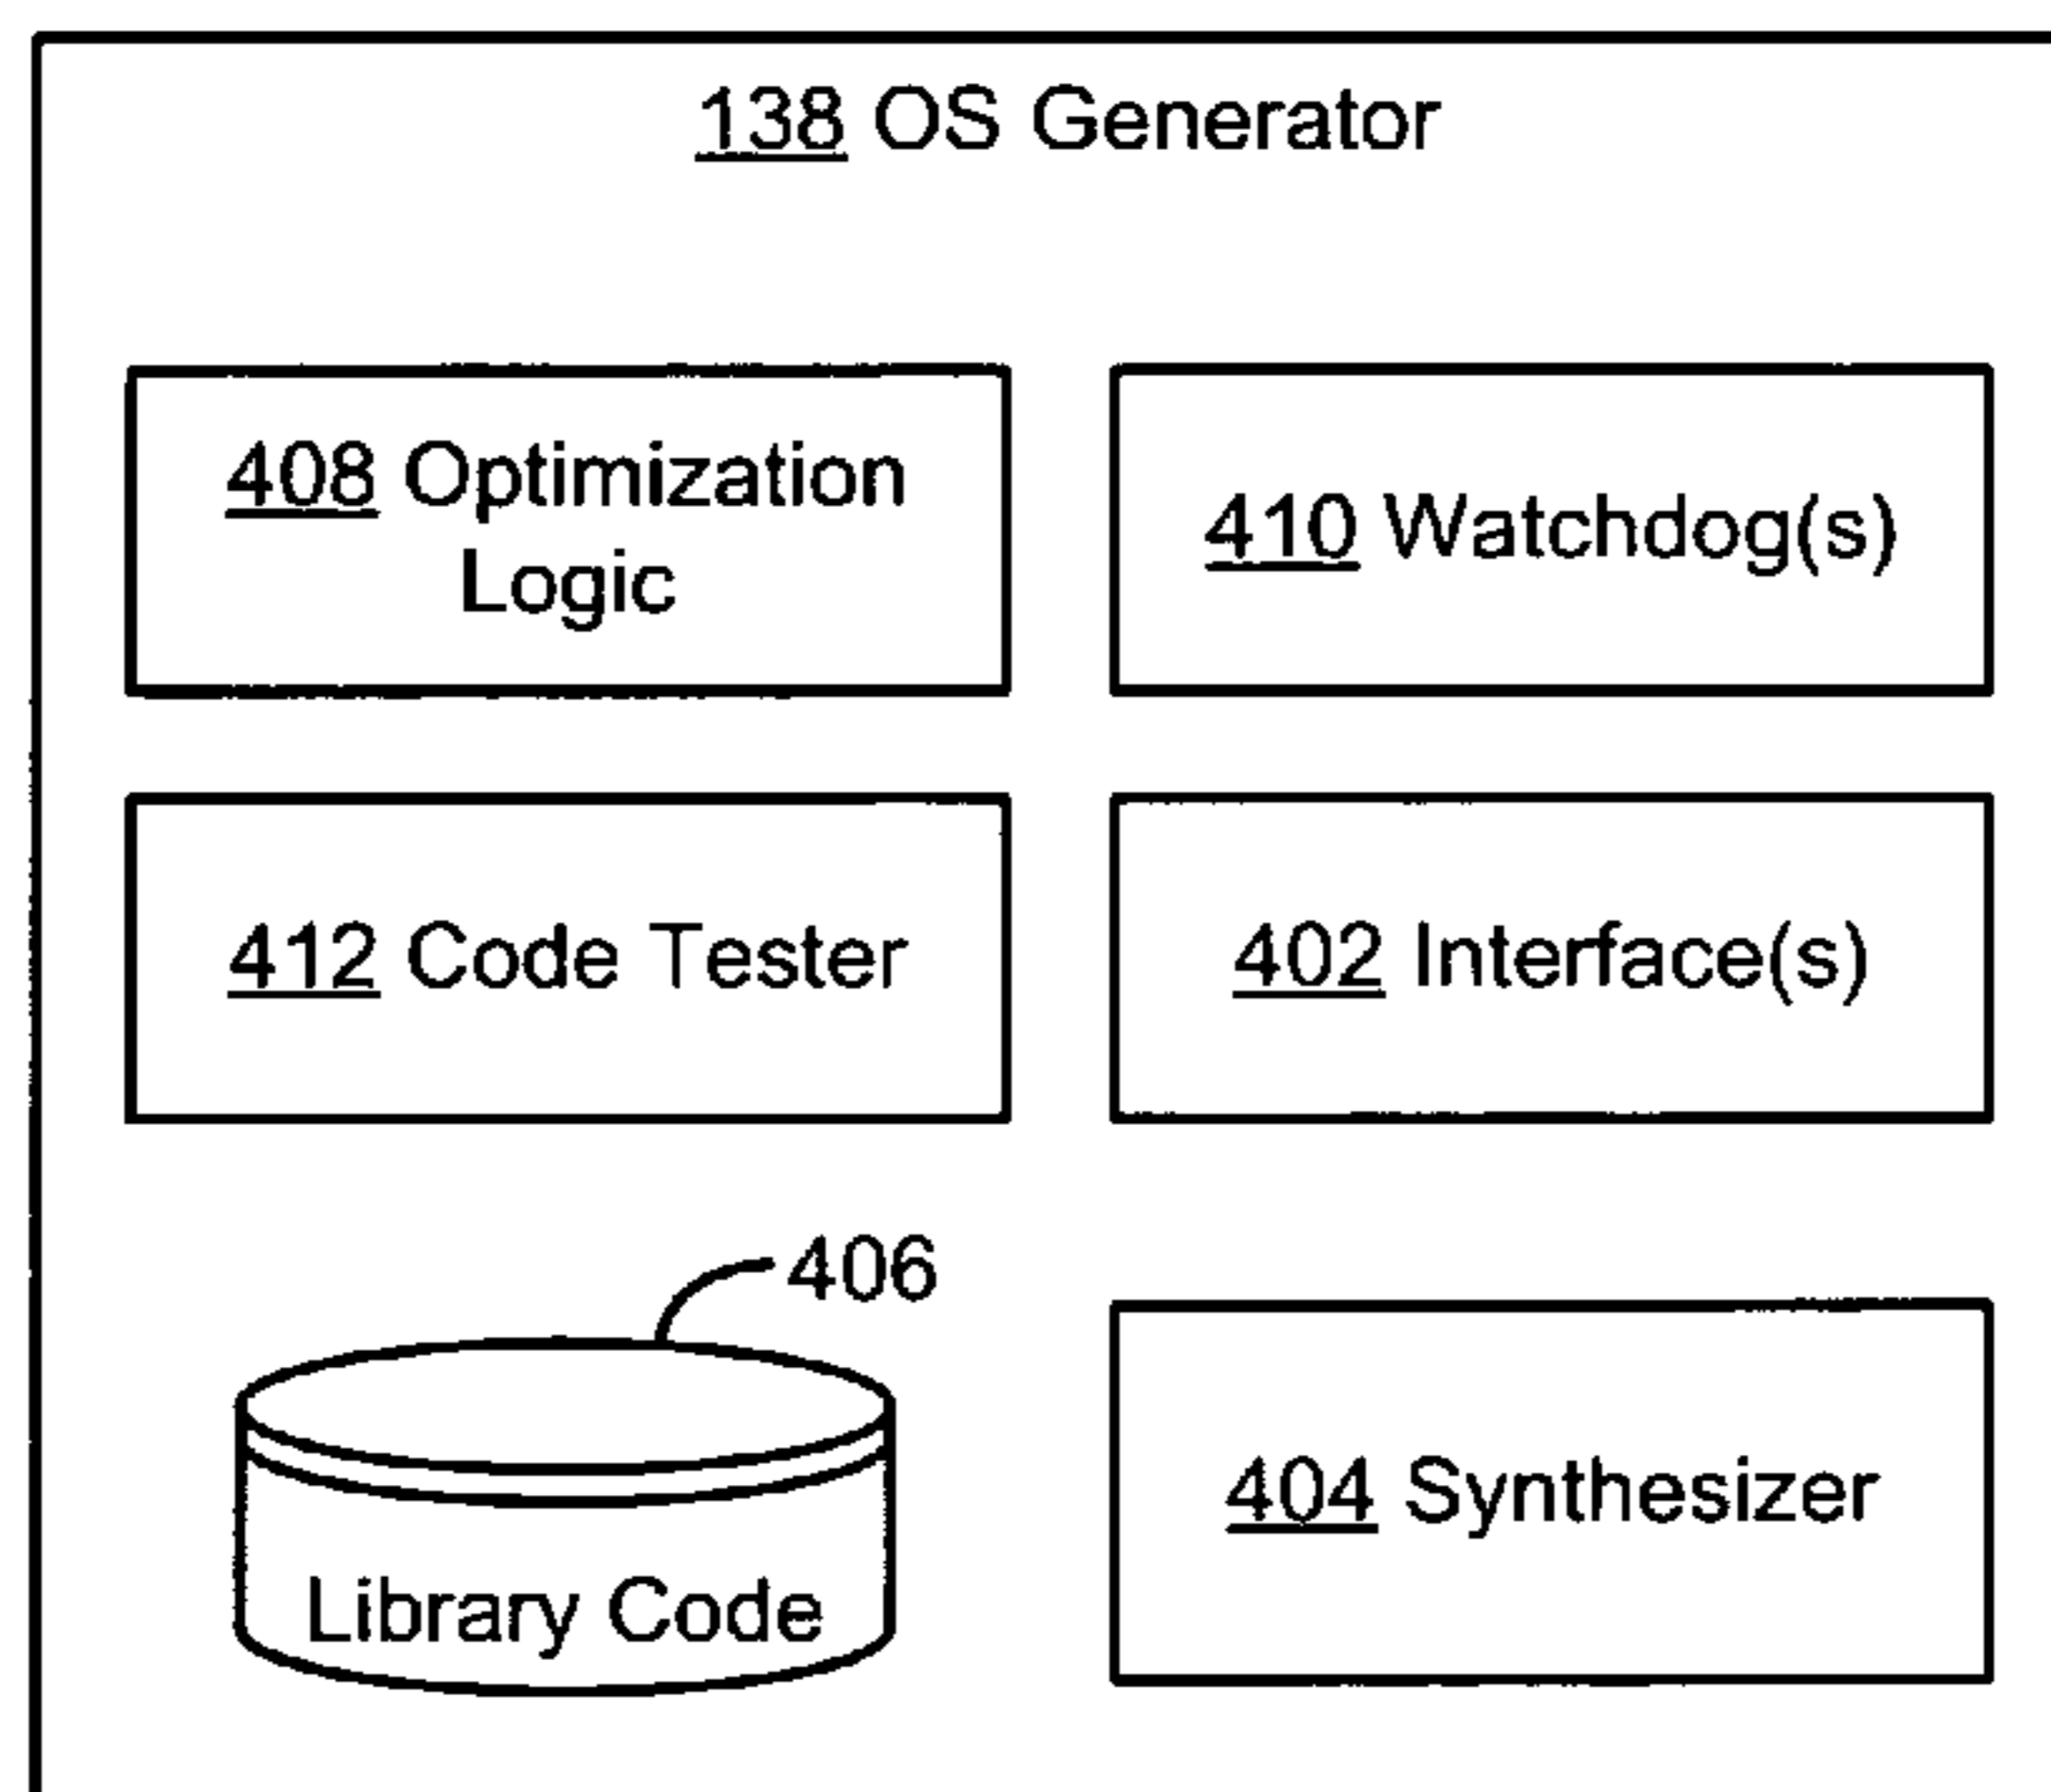 138 OS Generator
408 Optimization
Logic
410 Watchdog(s)
412 Code Tester
402 Interface(s)
406
Library Code
404 Synthesizer